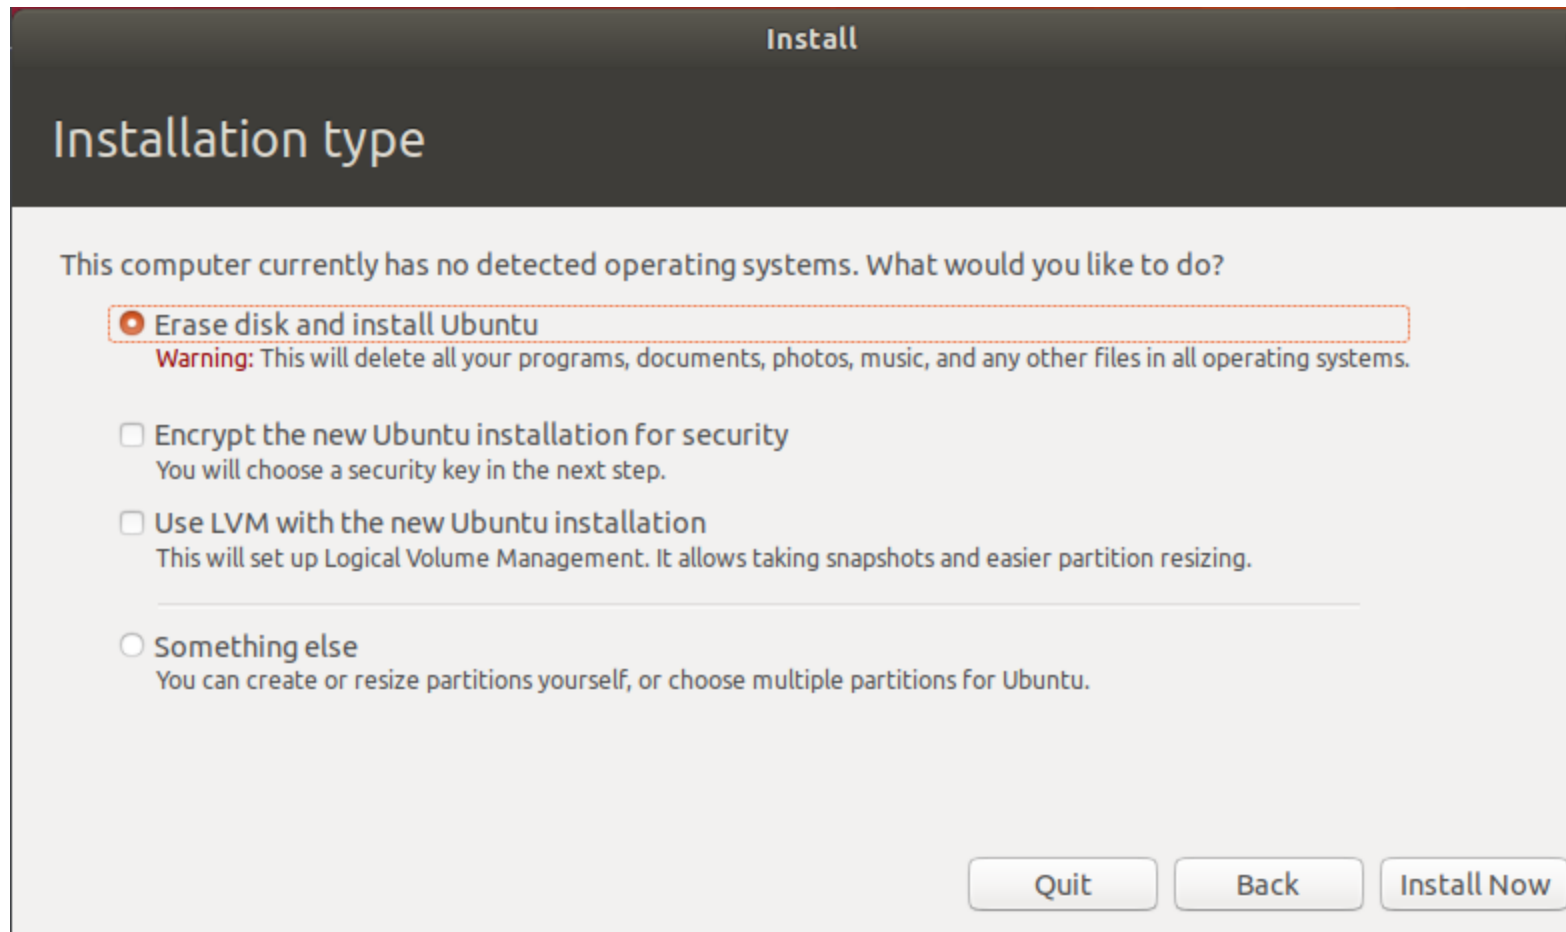 Install
Installation type
This computer currently has no detected operating systems. What would you like to do?
Erase disk and install Ubuntu
Warning: This will delete all your programs, documents, photos, music, and any other files in all operating systems.
Encrypt the new Ubuntu installation for security
You will choose a security key in the next step.
Use LVM with the new Ubuntu installation
This will set up Logical Volume Management. It allows taking snapshots and easier partition resizing.
Something else
You can create or resize partitions yourself, or choose multiple partitions for Ubuntu.
Quit Back Install Now